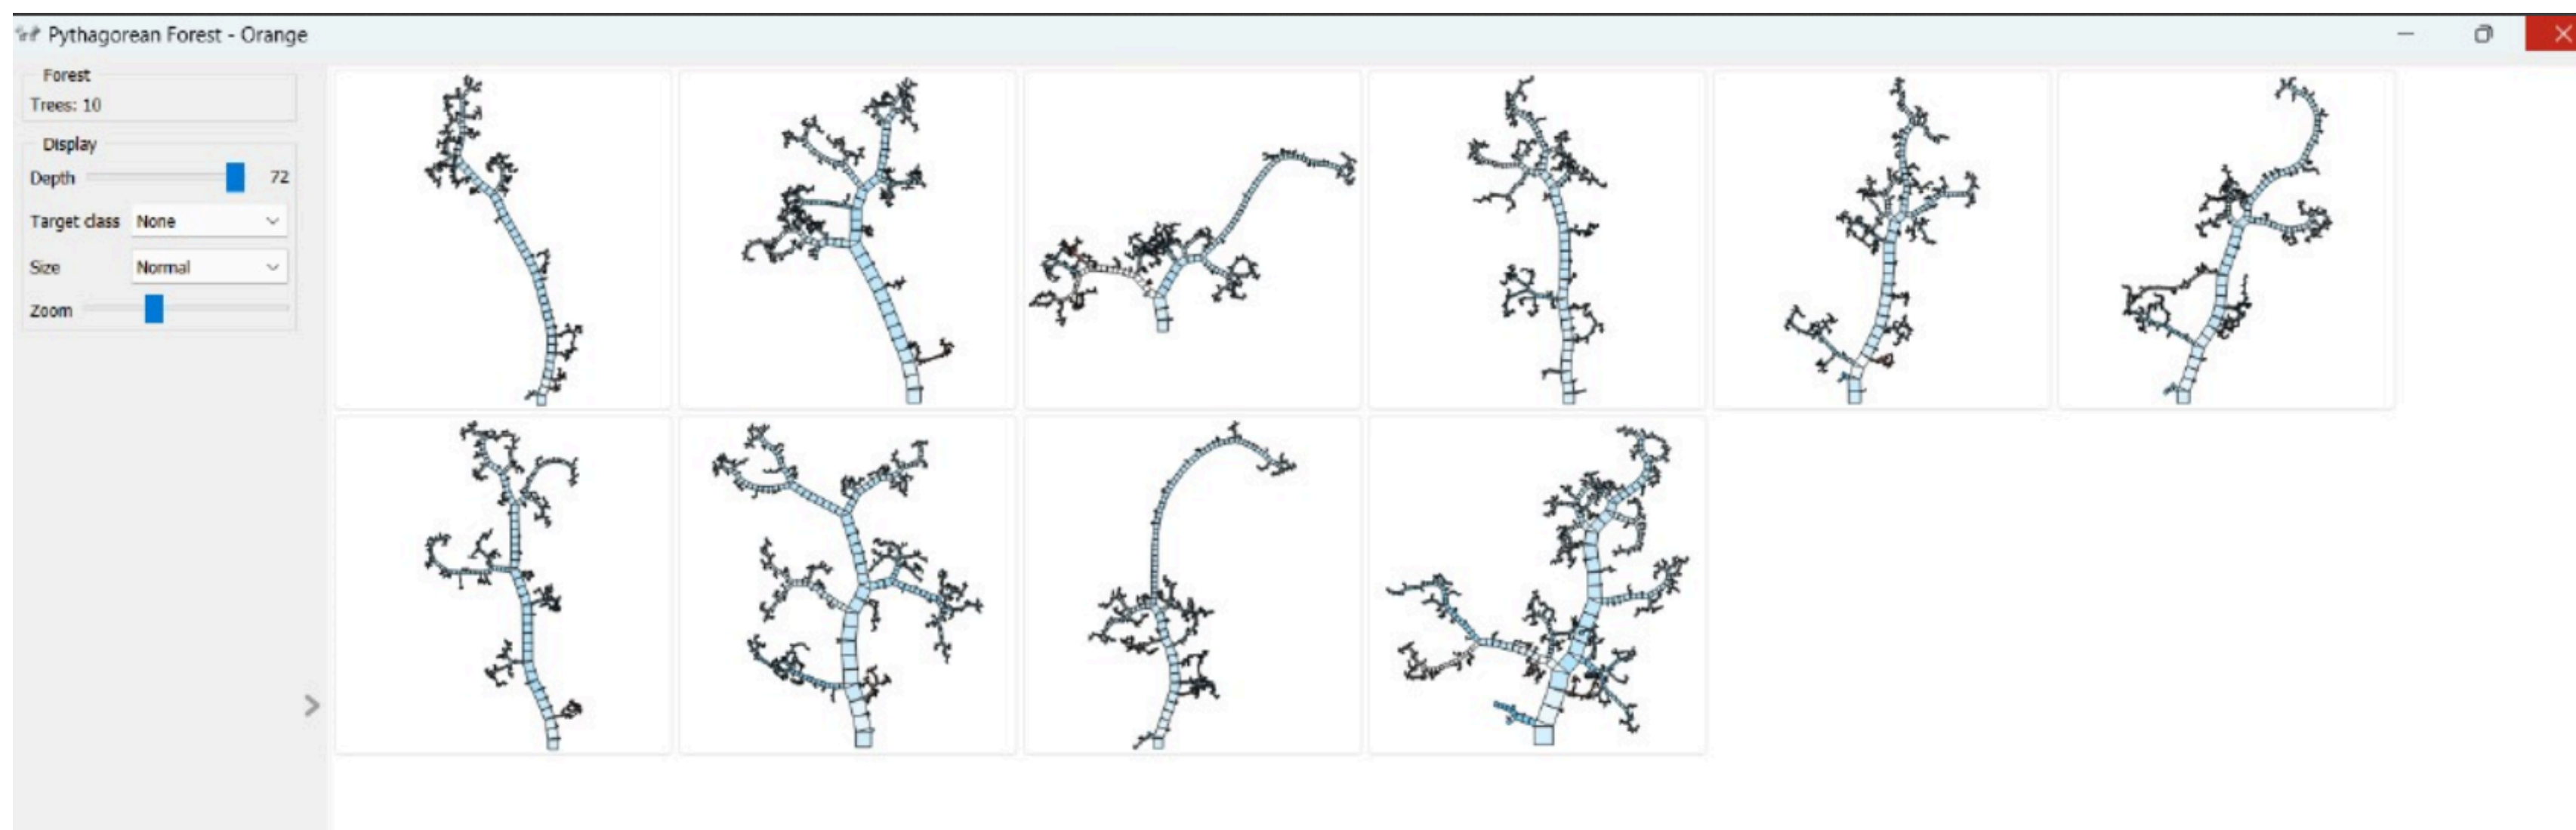 Pythagorean Forest - Orange
Forest
Trees: 10
Display
Depth 72
Target class None
Size Normal
Zoom